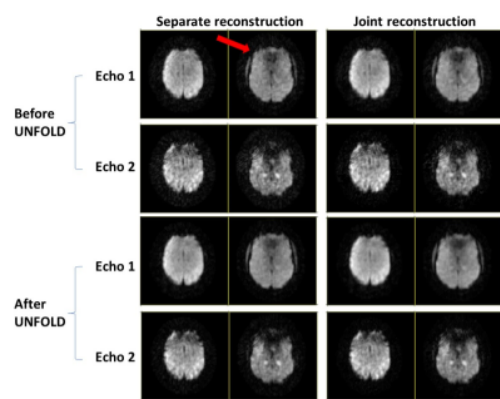 Separate reconstruction Joint reconstruction
Echo 1
Before
UNFOLD
Echo 2
Echo 1
After
UNFOLD
Echo 2